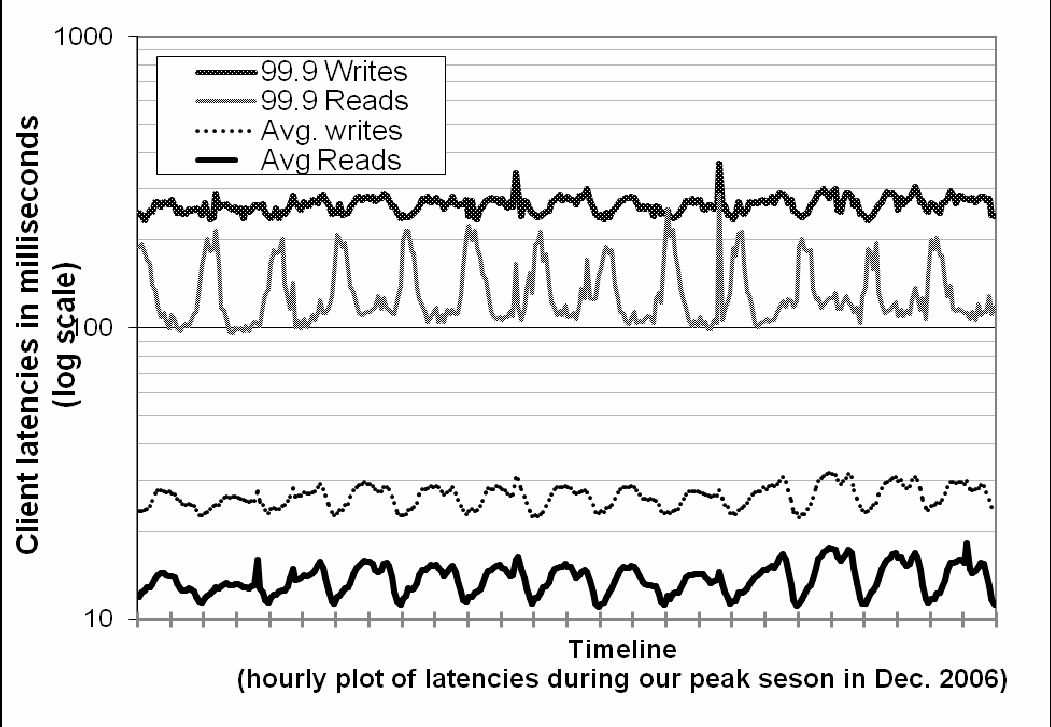 1000
99.9 Writes
99.9 Reads
Avg. writes
Avg Reads
Client latencies in milliseconds
(log scale)
100
10
Timeline
(hourly plot of latencies during our peak seson in Dec. 2006)